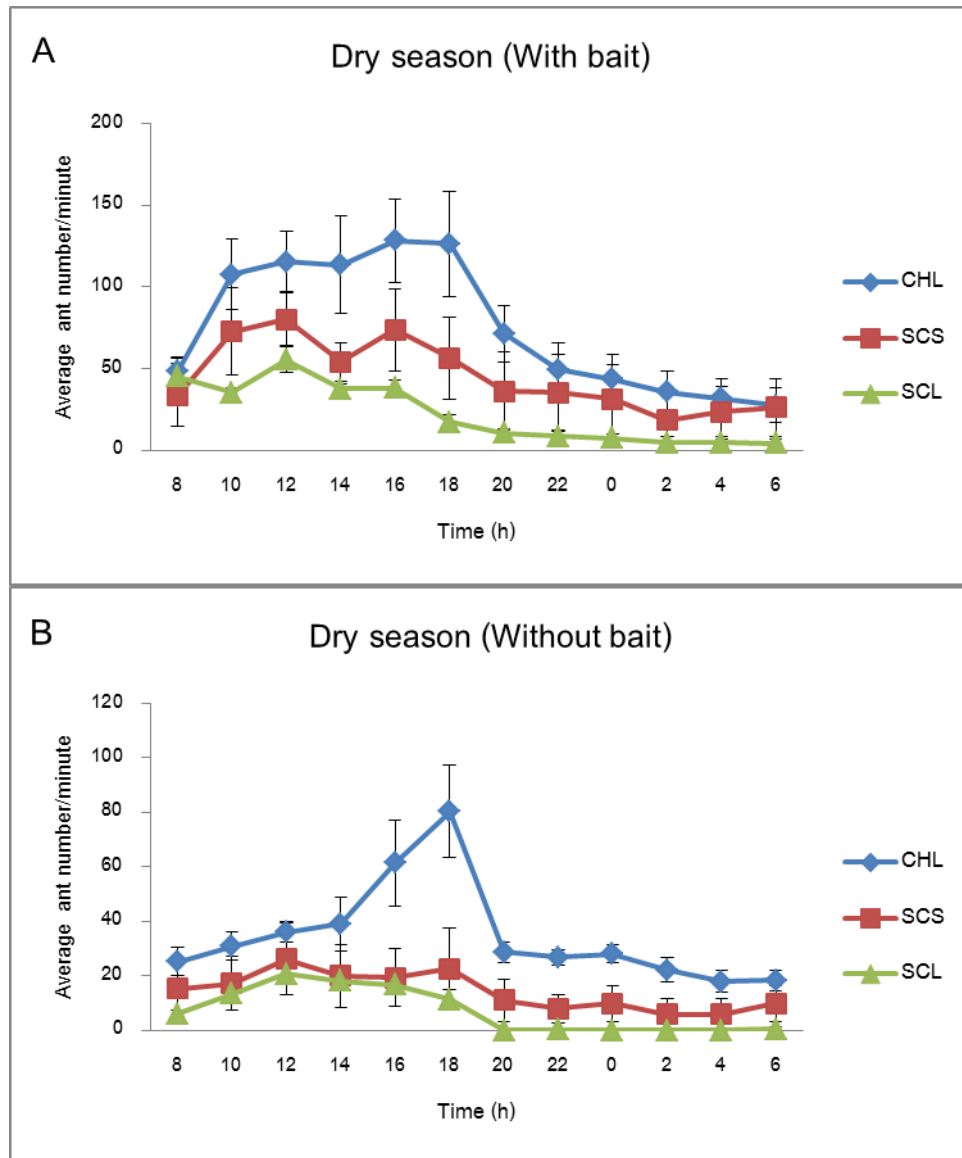 A
Dry season (With bait)
Average ant number/minute
200
150
100
50
0
8 10 12 14 16 18 20 22 0 2 4 6
Time (h)
CHL
SCS
SCL
B
Dry season (Without bait)
Average ant number/minute
120
100
80
60
40
20
0
8 10 12 14 16 18 20 22 0 2 4 6
Time (h)
CHL
SCS
SCL